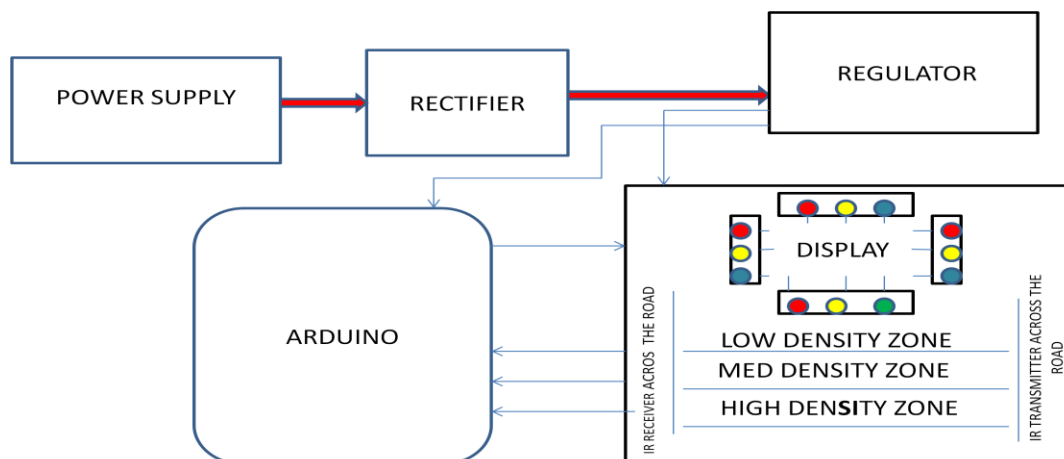 POWER SUPPLY
RECTIFIER
REGULATOR
ARDUINO
DISPLAY
IR RECEIVER ACROS THE ROAD
LOW DENSITY ZONE
MED DENSITY ZONE
HIGH DENSITY ZONE
IR TRANSMITTER ACROSS THE
ROAD